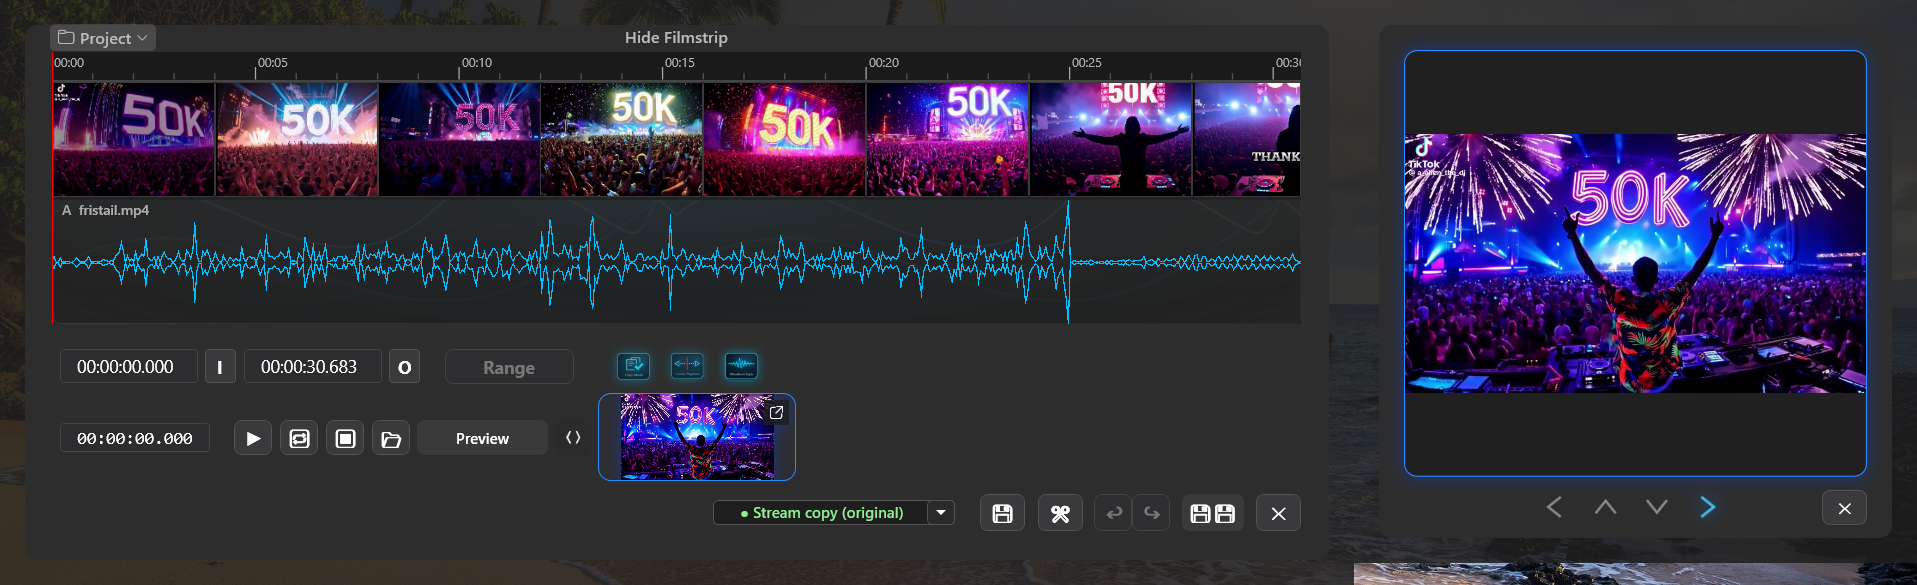 Project
Hide Filmstrip
00:00
00:05
00:10
00:15
00:20
00:25
TikTok
50K
50K
50K
50K
50K
50K
50K
THANK
A fristail.mp4
00:00:00.000
I
00:00:30.683
O
Range
00:00:00.000
Preview
50K
Stream copy (original)
TikTok
50K